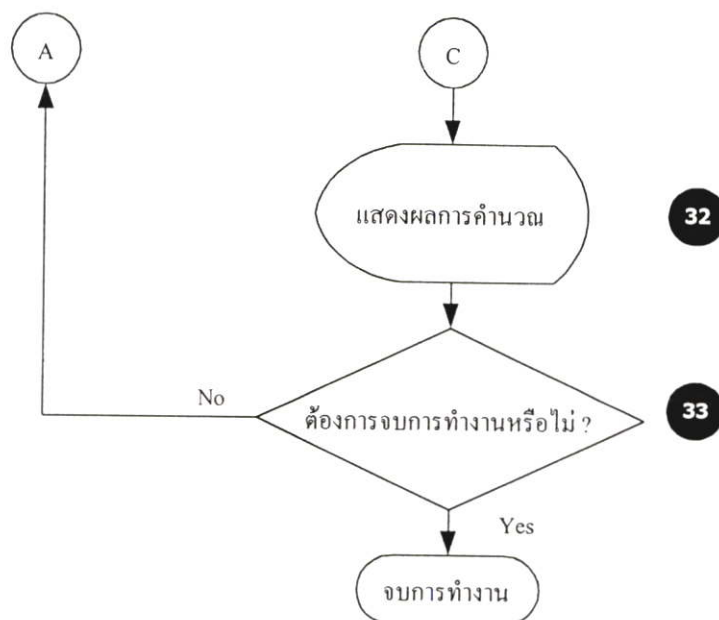 A
C
แสดงผลการคำนวณ
32
ต้องการจบการทำงานหรือไม่ ?
33
No
Yes
จบการทำงาน